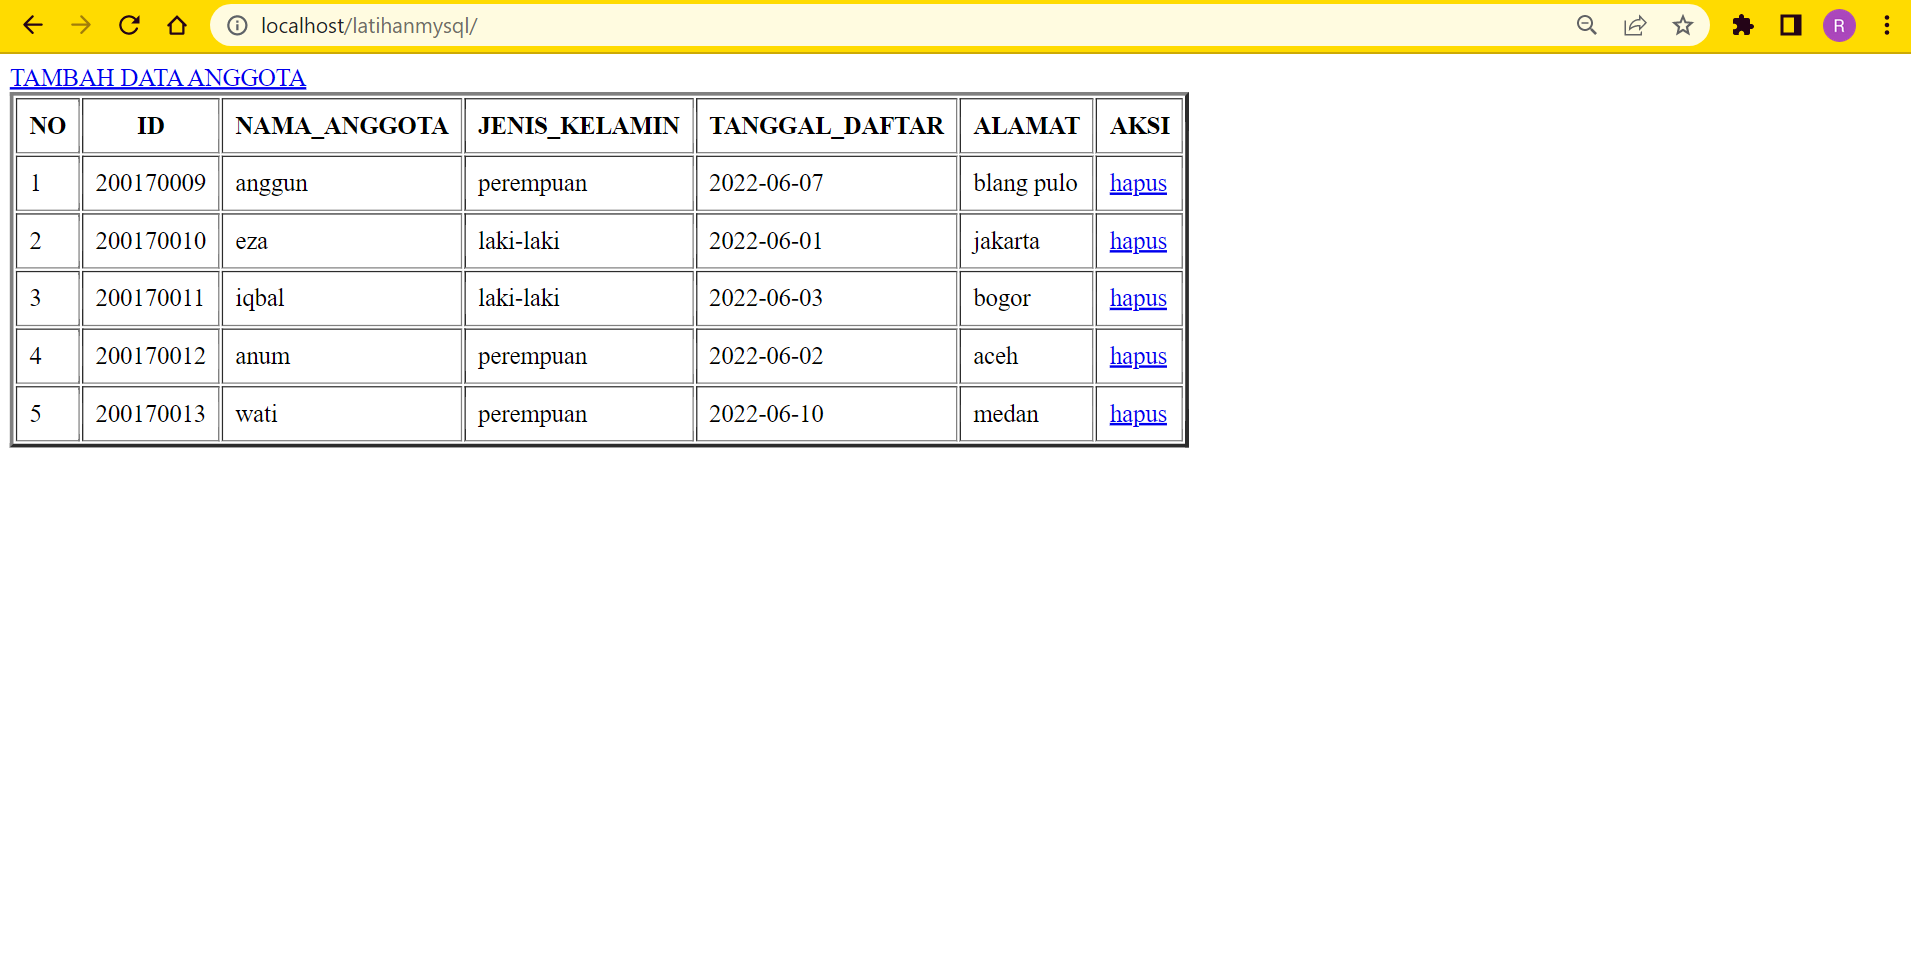 localhost/latihanmysql/
R
TAMBAH DATA ANGGOTA
NO ID NAMA_ANGGOTA JENIS_KELAMIN TANGGAL_DAFTAR ALAMAT AKSI
1 200170009 anggun perempuan 2022-06-07 blang pulo hapus
2 200170010 eza laki-laki 2022-06-01 jakarta hapus
3 200170011 iqbal laki-laki 2022-06-03 bogor hapus
4 200170012 anum perempuan 2022-06-02 aceh hapus
5 200170013 wati perempuan 2022-06-10 medan hapus